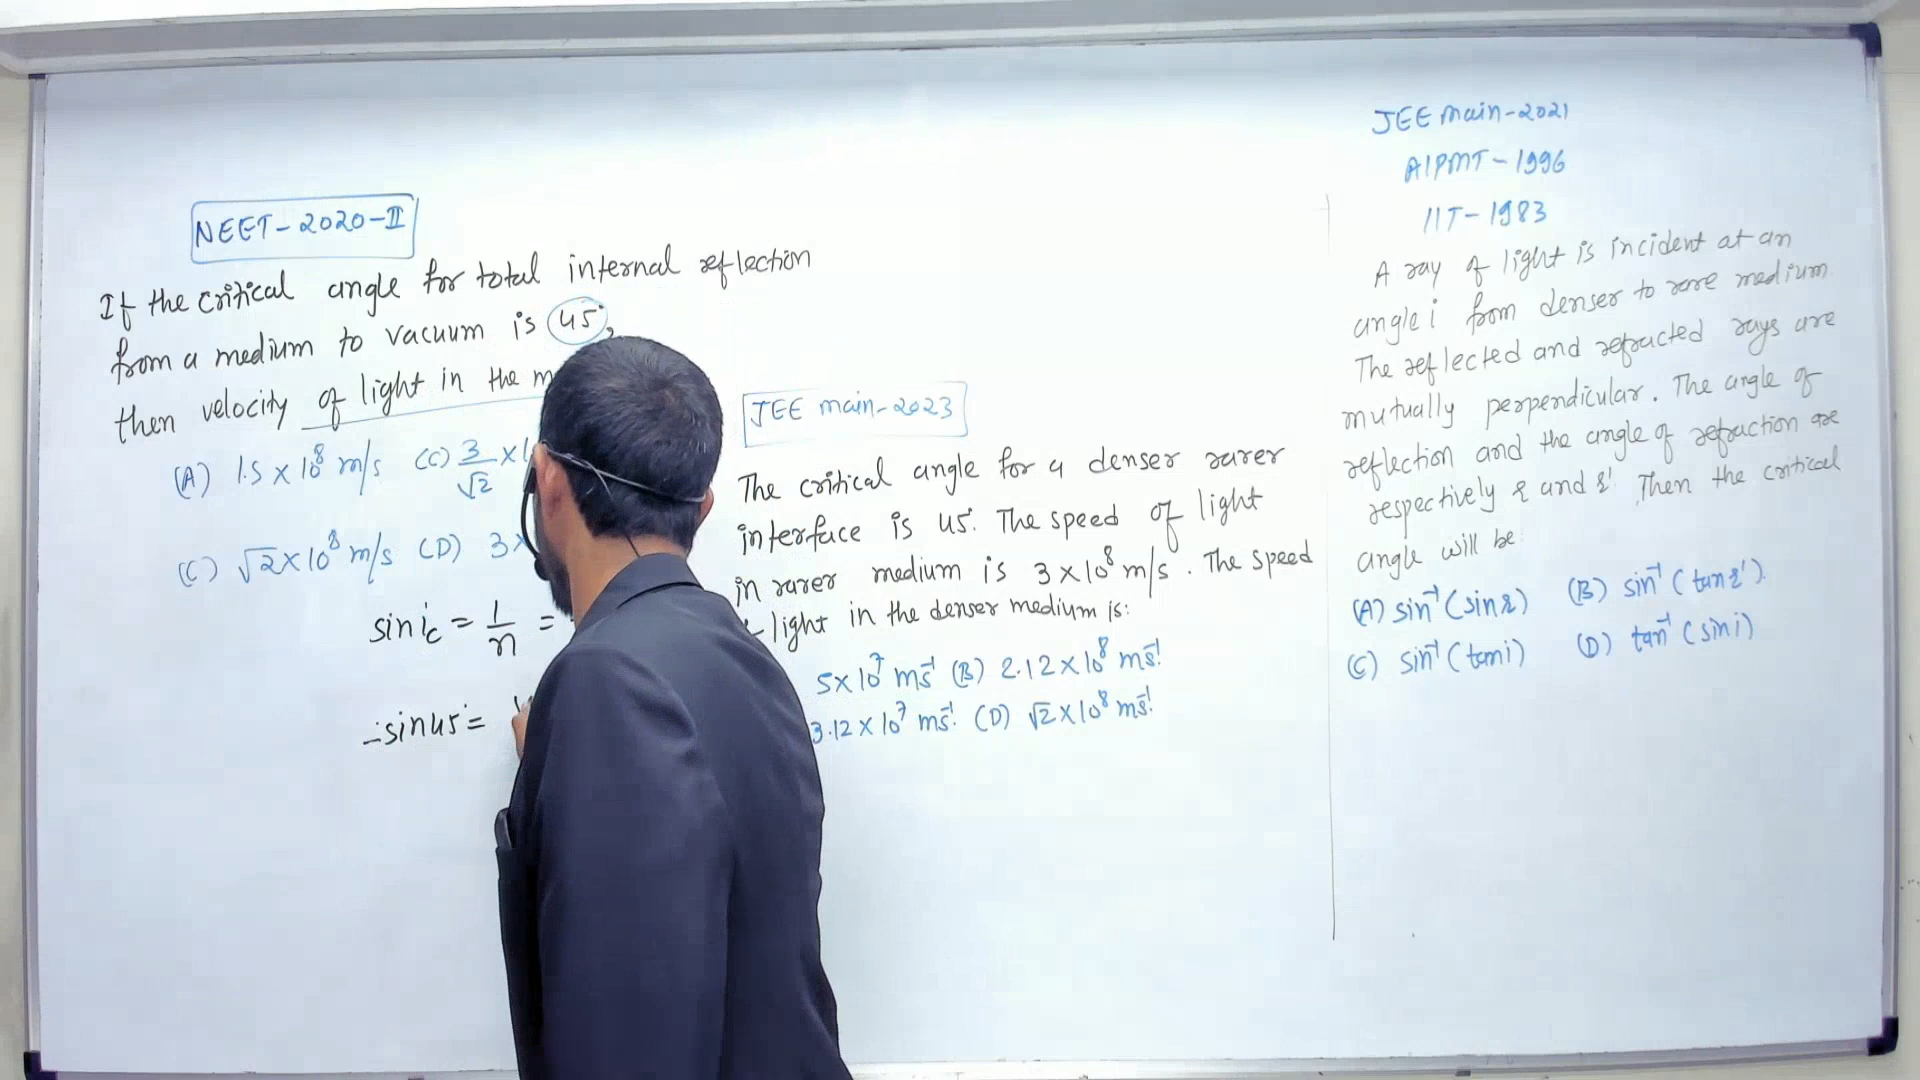 NEET-2020-II
If the critical angle for total internal reflection
from a medium to vacuum is 45°,
then velocity of light in the
(A) 1.5 × 10⁸ m/s (C) 3/√2 ×
(C) √2 × 10⁸ m/s (D) 3
sin i_c = 1/n =
sin 45° =
JEE main-2023
The critical angle for a denser rarer
interface is 45°. The speed of light
in rarer medium is 3 × 10⁸ m/s. The speed
light in the denser medium is:
5 × 10⁷ ms⁻¹ (B) 2.12 × 10⁸ ms⁻¹
3.12 × 10⁷ ms⁻¹ (D) √2 × 10⁸ ms⁻¹
JEE main-2021
AIPMT-1996
IIT-1983
A ray of light is incident at an
angle i from denser to rare medium
The reflected and refracted rays are
mutually perpendicular. The angle of
reflection and the angle of refraction are
respectively r and r'. Then the critical
angle will be
(A) sin⁻¹(sin r) (B) sin⁻¹(tan r').
(C) sin⁻¹(tan i) (D) tan⁻¹(sin i)